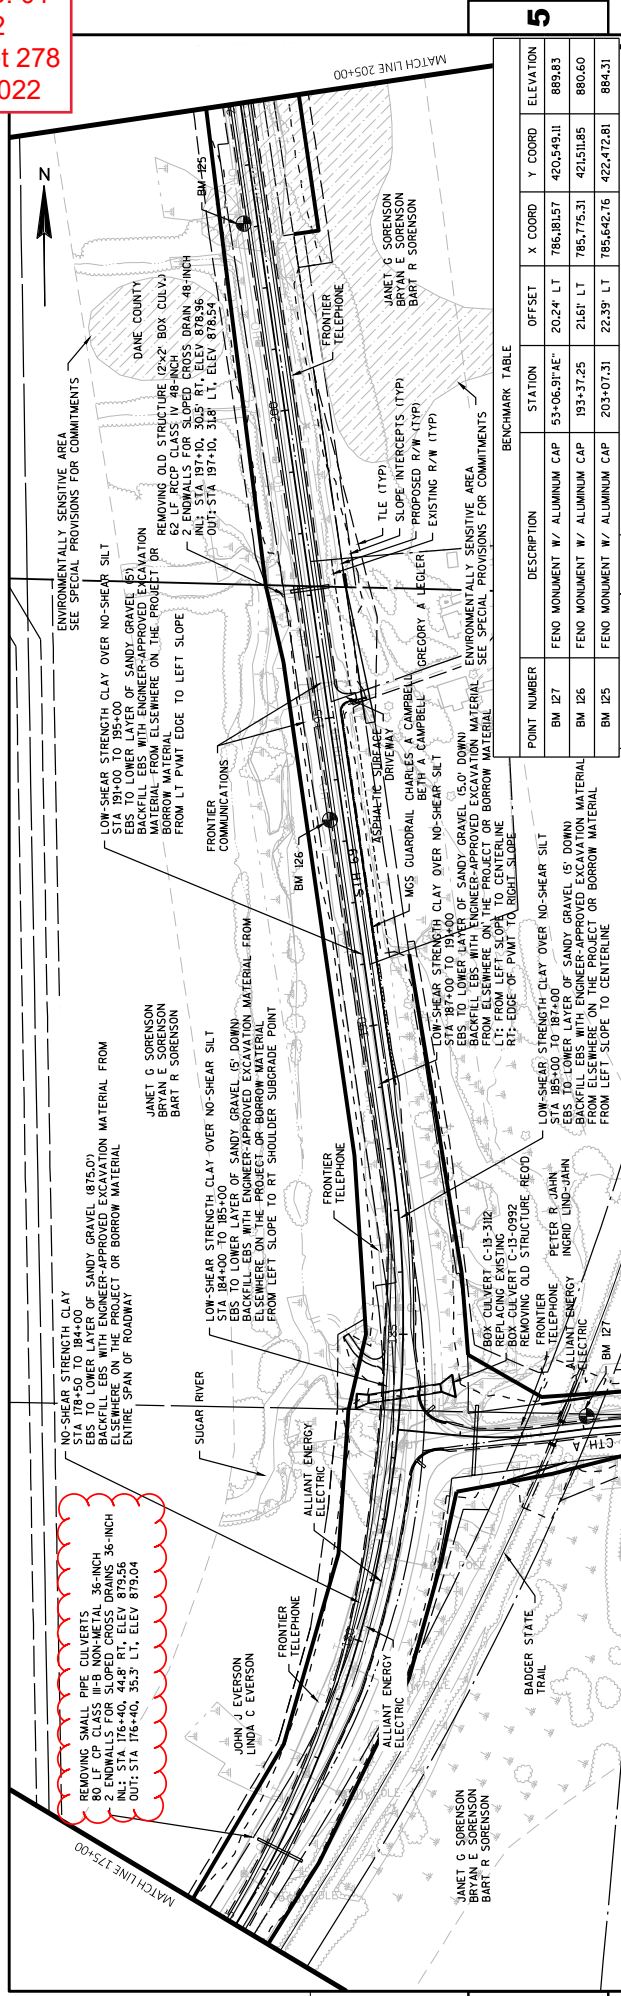 t 278
022
5
MATCH LINE 205+00
N
ENVIRONMENTALLY SENSITIVE AREA
SEE SPECIAL PROVISIONS FOR COMMITMENTS
DANE COUNTY
BM 125
REMOVING OLD STRUCTURE (2'X2' BOX CULV.)
62 LF RCCP CLASS IV 48-INCH
2 ENDWALLS FOR SLOPED CROSS DRAIN 48-INCH
INL: STA 197+10, 30.5' RT, ELEV 878.96
OUT: STA 197+10, 31.8' LT, ELEV 878.54
FRONTIER
TELEPHONE
JANET G SORENSON
BRYAN E SORENSON
BART R SORENSON
LOW-SHEAR STRENGTH CLAY OVER NO-SHEAR SILT
STA 191+00 TO 195+00
EBS TO LOWER LAYER OF SANDY GRAVEL (5')
BACKFILL EBS WITH ENGINEER-APPROVED EXCAVATION
MATERIAL FROM ELSEWHERE ON THE PROJECT OR
BORROW MATERIAL
FROM LT PVMT EDGE TO LEFT SLOPE
TLE (TYP)
SLOPE INTERCEPTS (TYP)
PROPOSED R/W (TYP)
EXISTING R/W (TYP)
ENVIRONMENTALLY SENSITIVE AREA
SEE SPECIAL PROVISIONS FOR COMMITMENTS
FRONTIER
COMMUNICATIONS
BM 126
STH 69
ASPHALTIC SURFACE
DRIVEWAY
MGS GUARDRAIL
CHARLES A CAMPBELL
BETH A CAMPBELL
GREGORY A LEGLER
LOW-SHEAR STRENGTH CLAY OVER NO-SHEAR SILT
STA 187+00 TO 191+00
EBS TO LOWER LAYER OF SANDY GRAVEL (5.0' DOWN)
BACKFILL EBS WITH ENGINEER-APPROVED EXCAVATION MATERIAL
FROM ELSEWHERE ON THE PROJECT OR BORROW MATERIAL
LT: FROM LEFT SLOPE TO CENTERLINE
RT: EDGE OF PVMT TO RIGHT SLOPE
LOW-SHEAR STRENGTH CLAY OVER NO-SHEAR SILT
STA 185+00 TO 187+00
EBS TO LOWER LAYER OF SANDY GRAVEL (5' DOWN)
BACKFILL EBS WITH ENGINEER-APPROVED EXCAVATION MATERIAL
FROM ELSEWHERE ON THE PROJECT OR BORROW MATERIAL
FROM LEFT SLOPE TO CENTERLINE
JANET G SORENSON
BRYAN E SORENSON
BART R SORENSON
LOW-SHEAR STRENGTH CLAY OVER NO-SHEAR SILT
STA 184+00 TO 185+00
EBS TO LOWER LAYER OF SANDY GRAVEL (5' DOWN)
BACKFILL EBS WITH ENGINEER-APPROVED EXCAVATION MATERIAL FROM
ELSEWHERE ON THE PROJECT OR BORROW MATERIAL
FROM LEFT SLOPE TO RT SHOULDER SUBGRADE POINT
FRONTIER
TELEPHONE
NO-SHEAR STRENGTH CLAY
STA 178+50 TO 184+00
EBS TO LOWER LAYER OF SANDY GRAVEL (875.0')
BACKFILL EBS WITH ENGINEER-APPROVED EXCAVATION MATERIAL FROM
ELSEWHERE ON THE PROJECT OR BORROW MATERIAL
ENTIRE SPAN OF ROADWAY
SUGAR RIVER
BOX CULVERT C-13-3112
REPLACING EXISTING
BOX CULVERT C-13-0992
REMOVING OLD STRUCTURE REQ'D
FRONTIER
TELEPHONE
PETER R JAHN
INGRID LIND-JAHN
ALLIANT ENERGY
ELECTRIC
BM 127
CTH A
ALLIANT ENERGY
ELECTRIC
REMOVING SMALL PIPE CULVERTS
80 LF CP CLASS III-B NON-METAL 36-INCH
2 ENDWALLS FOR SLOPED CROSS DRAINS 36-INCH
INL: STA 176+40, 44.8' RT, ELEV 879.56
OUT: STA 176+40, 35.3' LT, ELEV 879.04
FRONTIER
TELEPHONE
JOHN J EVERSON
LINDA C EVERSON
ALLIANT ENERGY
ELECTRIC
BADGER STATE
TRAIL
JANET G SORENSON
BRYAN E SORENSON
BART R SORENSON
MATCH LINE 175+00
BENCHMARK TABLE
POINT NUMBER DESCRIPTION STATION OFFSET X COORD Y COORD ELEVATION
BM 127 FENO MONUMENT W/ ALUMINUM CAP 53+06.91"AE" 20.24' LT 786,181.57 420,549.11 889.83
BM 126 FENO MONUMENT W/ ALUMINUM CAP 193+37.25 21.61' LT 785,775.31 421,511.85 880.60
BM 125 FENO MONUMENT W/ ALUMINUM CAP 203+07.31 22.39' LT 785,642.76 422,472.81 884.31